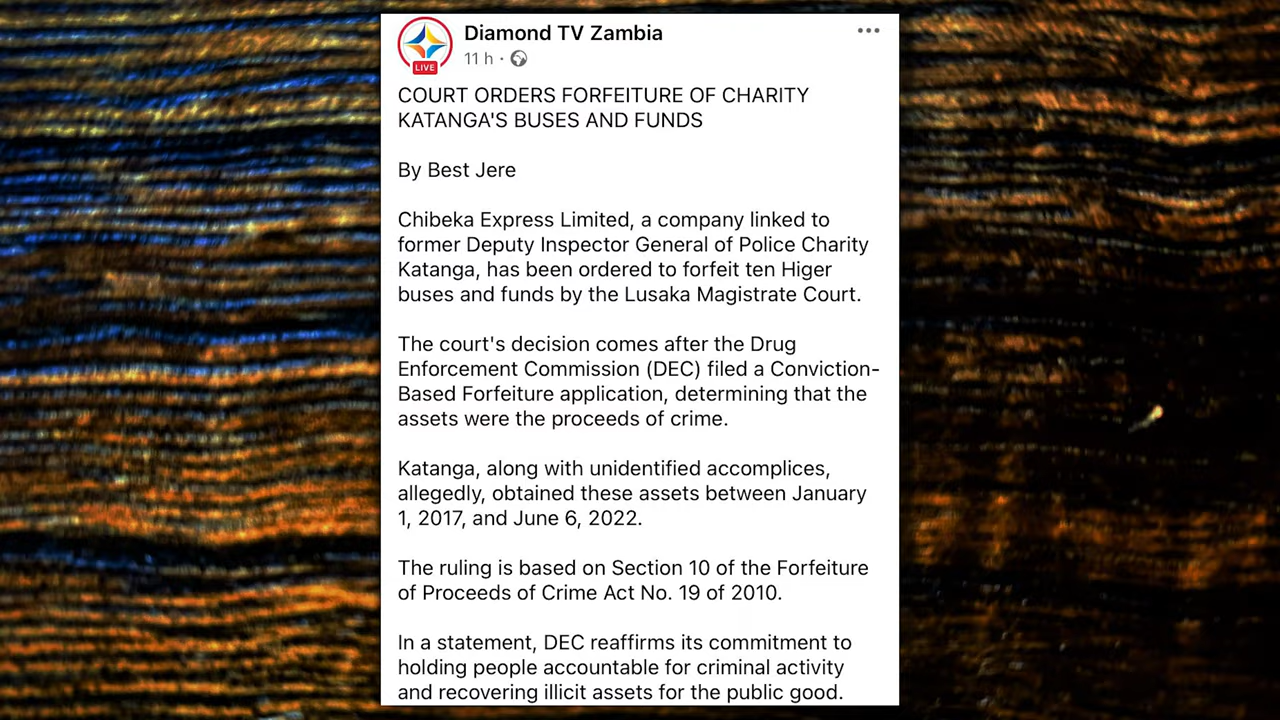 Diamond TV Zambia
LIVE
11 h ·
COURT ORDERS FORFEITURE OF CHARITY
KATANGA'S BUSES AND FUNDS
By Best Jere
Chibeka Express Limited, a company linked to
former Deputy Inspector General of Police Charity
Katanga, has been ordered to forfeit ten Higer
buses and funds by the Lusaka Magistrate Court.
The court's decision comes after the Drug
Enforcement Commission (DEC) filed a Conviction-
Based Forfeiture application, determining that the
assets were the proceeds of crime.
Katanga, along with unidentified accomplices,
allegedly, obtained these assets between January
1, 2017, and June 6, 2022.
The ruling is based on Section 10 of the Forfeiture
of Proceeds of Crime Act No. 19 of 2010.
In a statement, DEC reaffirms its commitment to
holding people accountable for criminal activity
and recovering illicit assets for the public good.